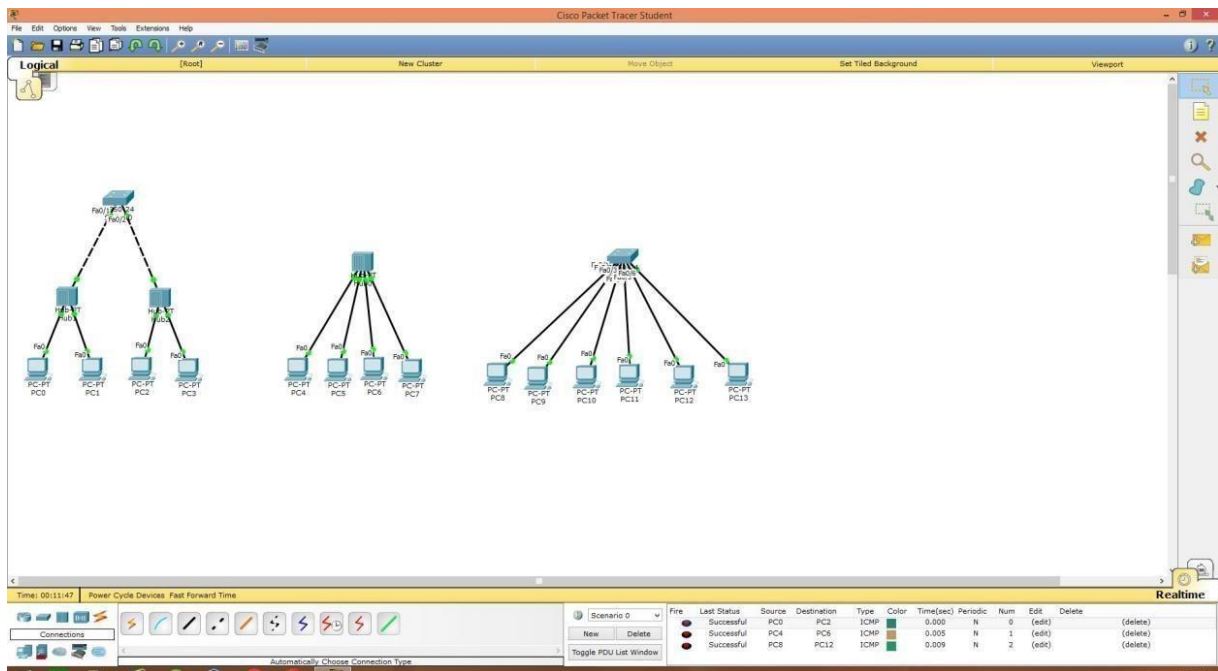 Cisco Packet Tracer Student
File Edit Options View Tools Extensions Help
Logical [Root] New Cluster Move Object Set Tiled Background Viewport
Fa0/1
Fa0/2
Hub-PT
Hub1
Hub-PT
Hub2
Fa0
Fa0
Fa0
Fa0
PC-PT
PC0
PC-PT
PC1
PC-PT
PC2
PC-PT
PC3
Fa0
Fa0
Fa0
Fa0
PC-PT
PC4
PC-PT
PC5
PC-PT
PC6
PC-PT
PC7
Fa0/6
Fa0
Fa0
Fa0
Fa0
Fa0
Fa0
PC-PT
PC8
PC-PT
PC9
PC-PT
PC10
PC-PT
PC11
PC-PT
PC12
PC-PT
PC13
Time: 00:11:47 Power Cycle Devices Fast Forward Time
Realtime
Connections
Automatically Choose Connection Type
Scenario 0
New Delete
Toggle PDU List Window
Fire Last Status Source Destination Type Color Time(sec) Periodic Num Edit Delete
Successful PC0 PC2 ICMP 0.000 N 0 (edit) (delete)
Successful PC4 PC6 ICMP 0.005 N 1 (edit) (delete)
Successful PC8 PC12 ICMP 0.009 N 2 (edit) (delete)